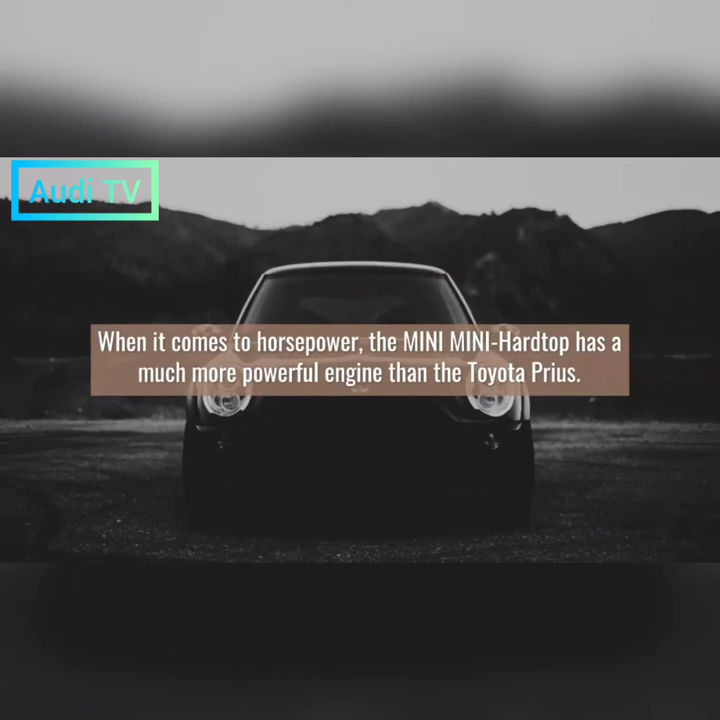 Audi TV
When it comes to horsepower, the MINI MINI-Hardtop has a
much more powerful engine than the Toyota Prius.